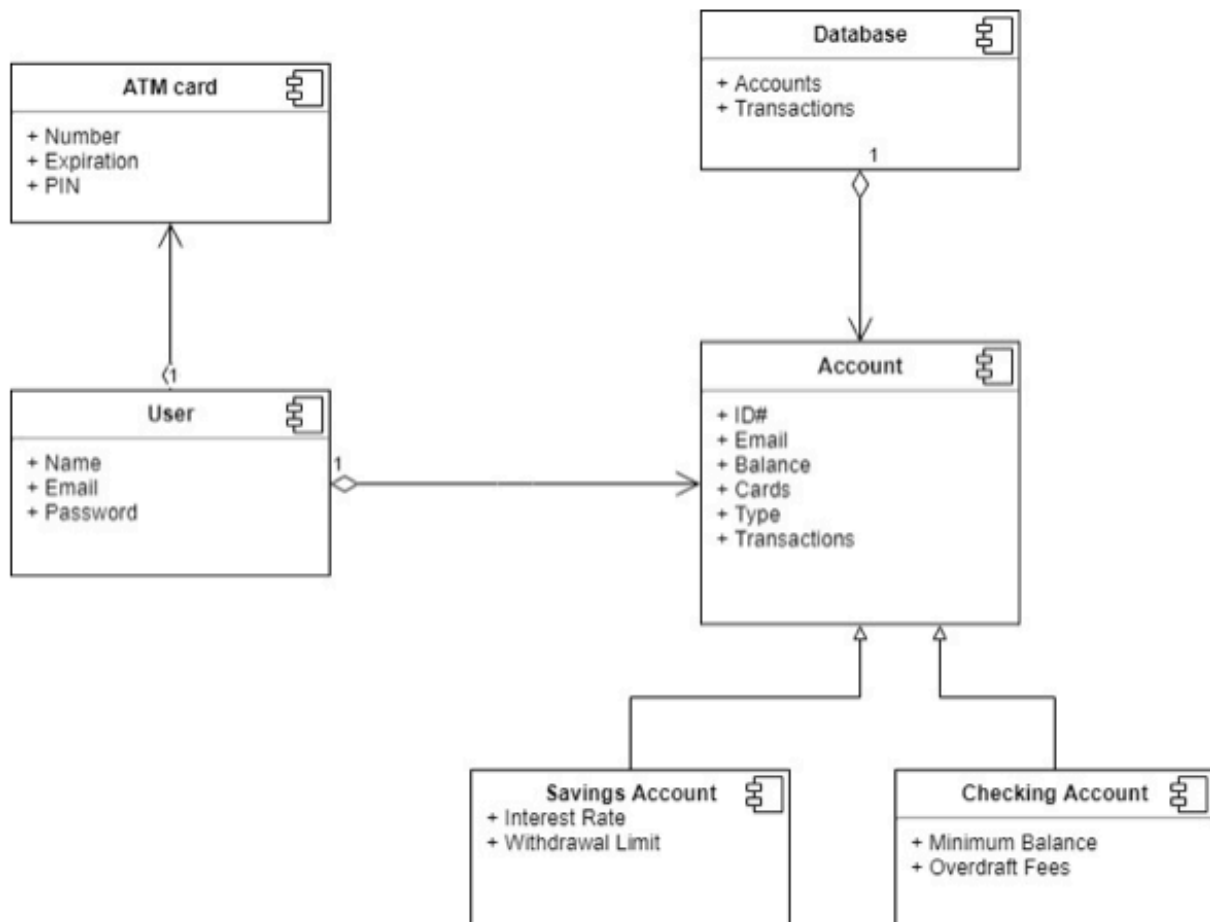 Database
+ Accounts
+ Transactions
1
ATM card
+ Number
+ Expiration
+ PIN
1
User
+ Name
+ Email
+ Password
1
Account
+ ID#
+ Email
+ Balance
+ Cards
+ Type
+ Transactions
Savings Account
+ Interest Rate
+ Withdrawal Limit
Checking Account
+ Minimum Balance
+ Overdraft Fees